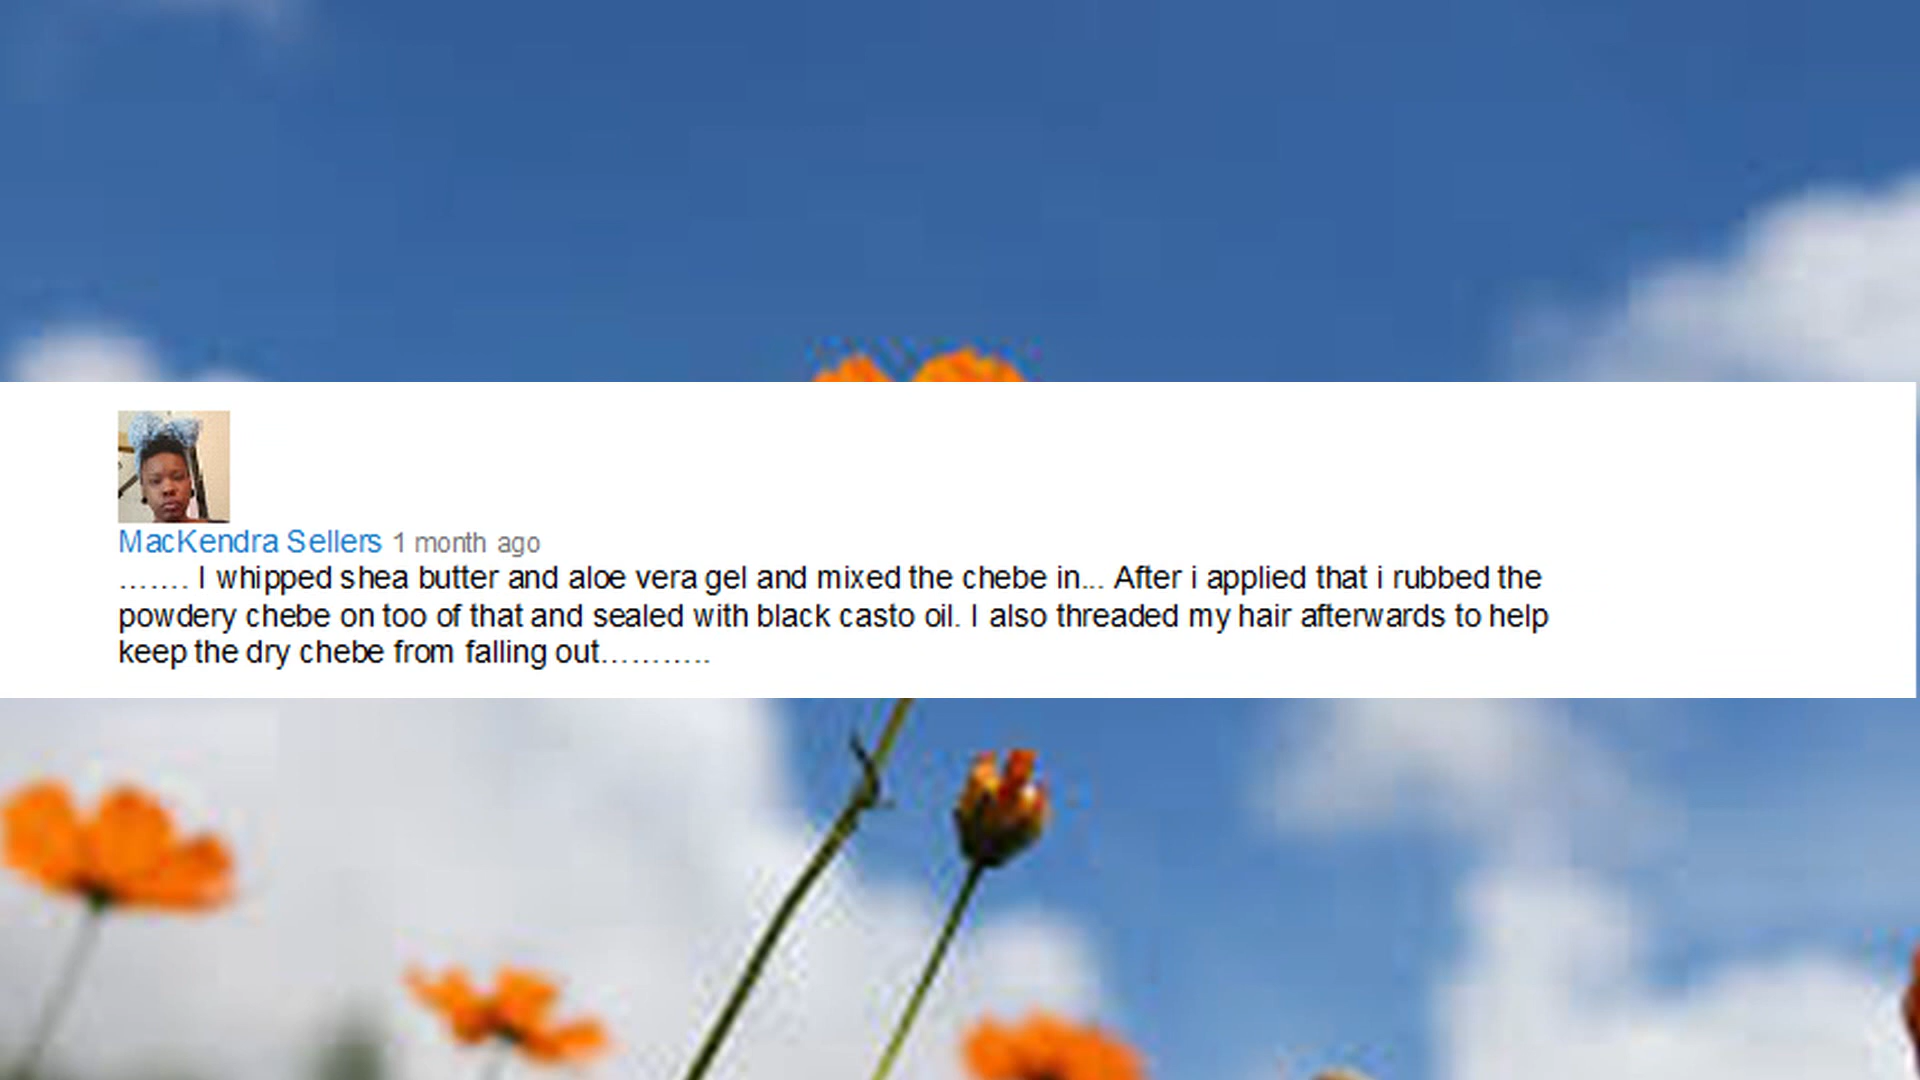 MacKendra Sellers 1 month ago
....... I whipped shea butter and aloe vera gel and mixed the chebe in... After i applied that i rubbed the
powdery chebe on too of that and sealed with black casto oil. I also threaded my hair afterwards to help
keep the dry chebe from falling out...........